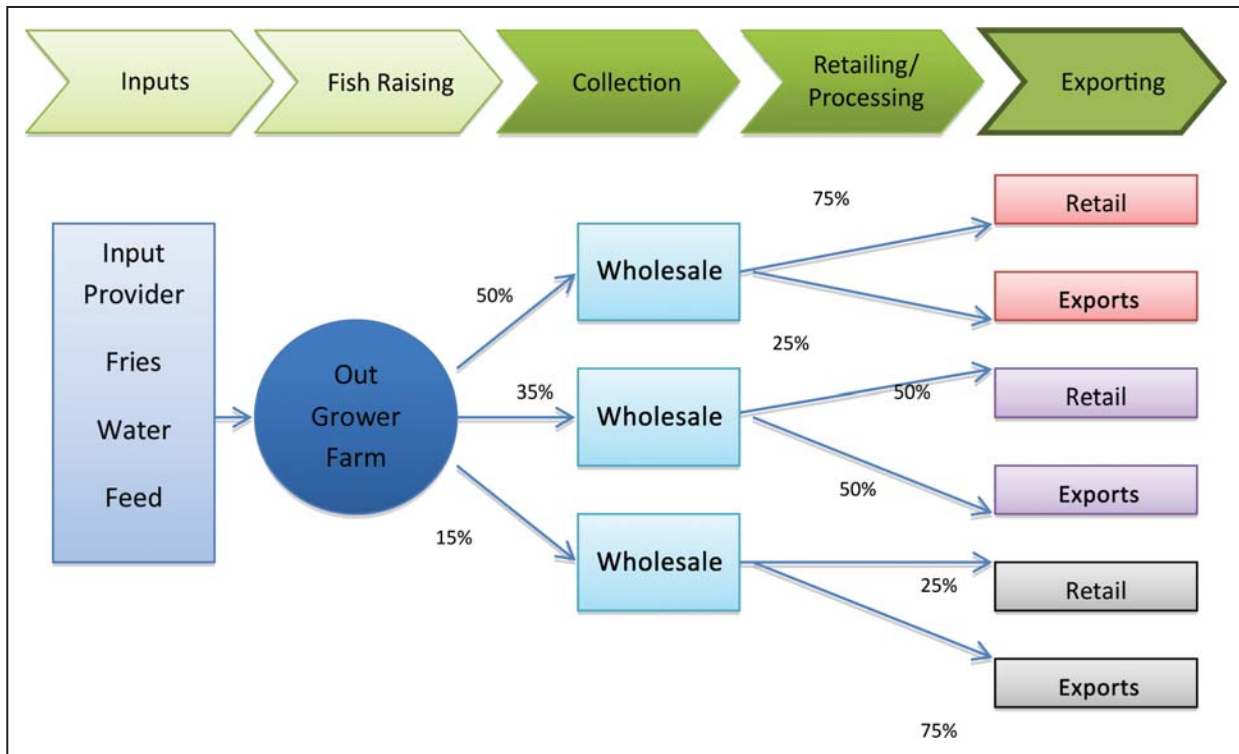 Inputs
Fish Raising
Collection
Retailing/
Processing
Exporting
Input
Provider
Fries
Water
Feed
Out
Grower
Farm
50%
35%
15%
Wholesale
Wholesale
Wholesale
75%
25%
50%
50%
25%
75%
Retail
Exports
Retail
Exports
Retail
Exports